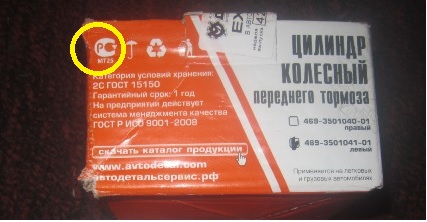 МТ25
Категория условий хранения:
2С ГОСТ 15150
Гарантийный срок: 1 год
На предприятии действует
система менеджмента качества
ГОСТ Р ИСО 9001-2008
скачать каталог продукции
www.avtodetal.com
автодетальсервис.рф
ЦИЛИНДР
КОЛЕСНЫЙ
переднего тормоза
469-3501040-01
правый
469-3501041-01
левый
Применяется на легковых
и грузовых автомобилях